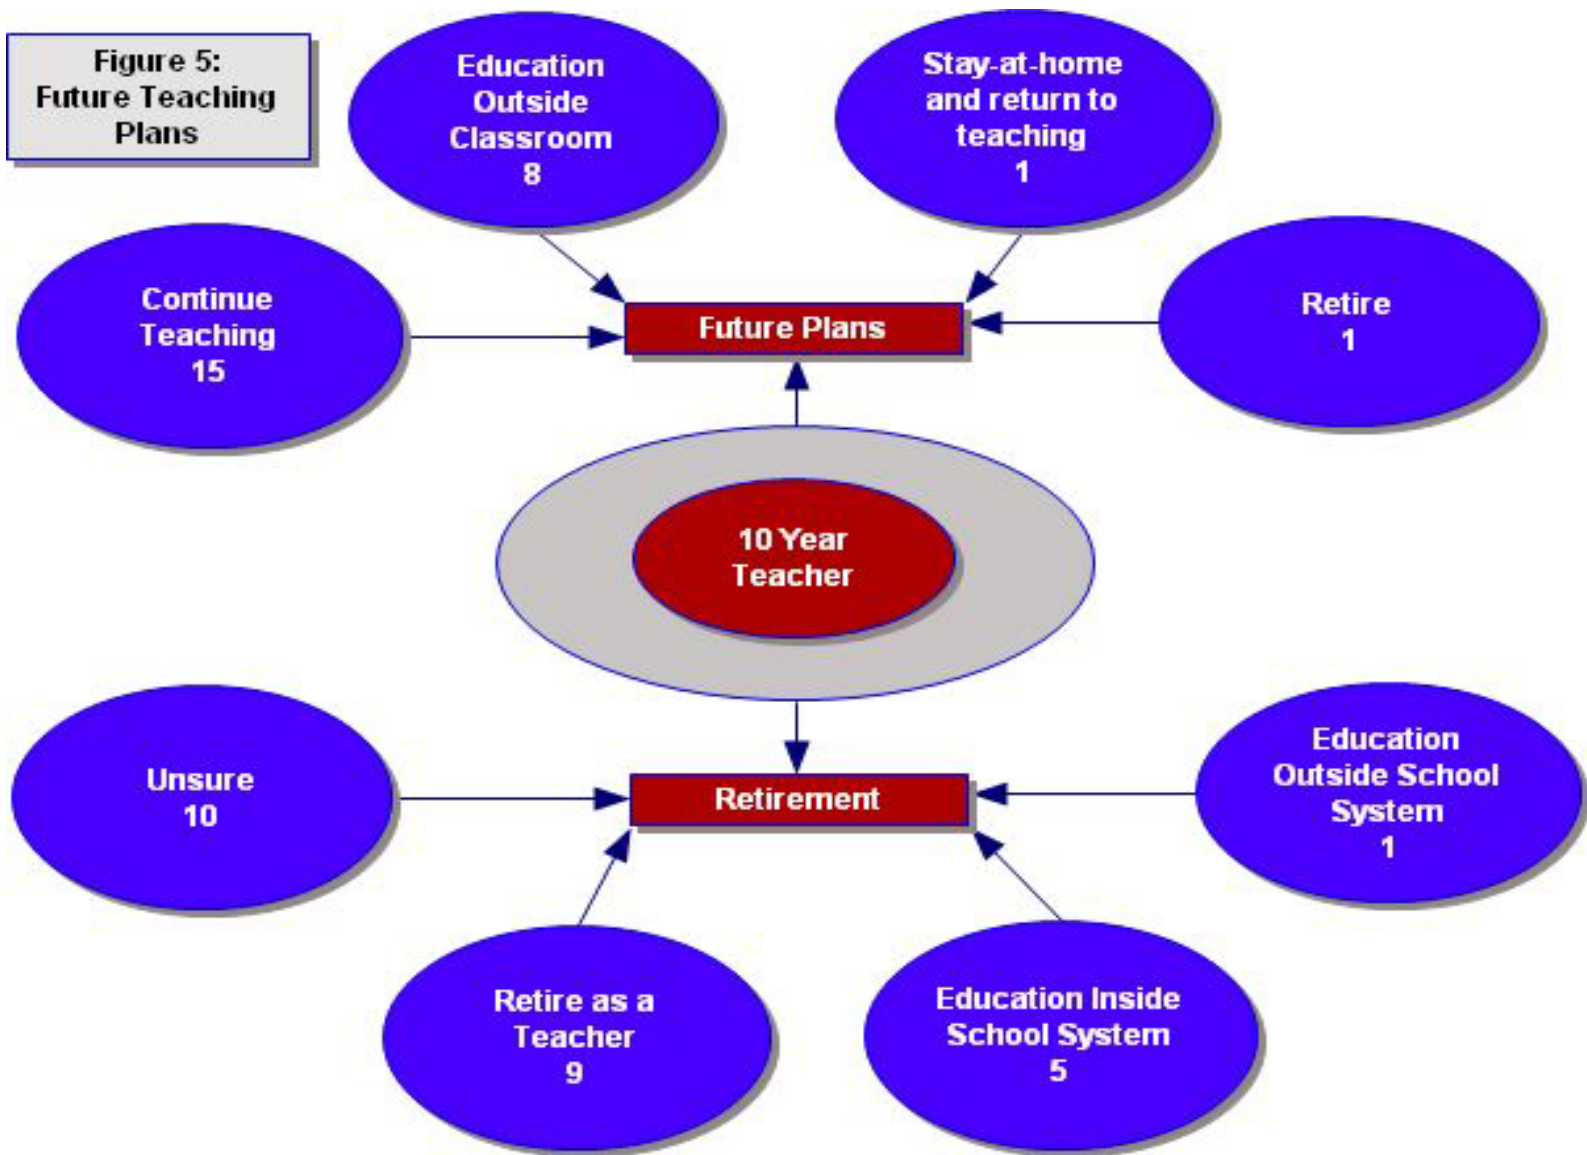 Figure 5:
Future Teaching
Plans
Education
Outside
Classroom
8
Stay-at-home
and return to
teaching
1
Continue
Teaching
15
Future Plans
Retire
1
10 Year
Teacher
Unsure
10
Retirement
Education
Outside School
System
1
Retire as a
Teacher
9
Education Inside
School System
5